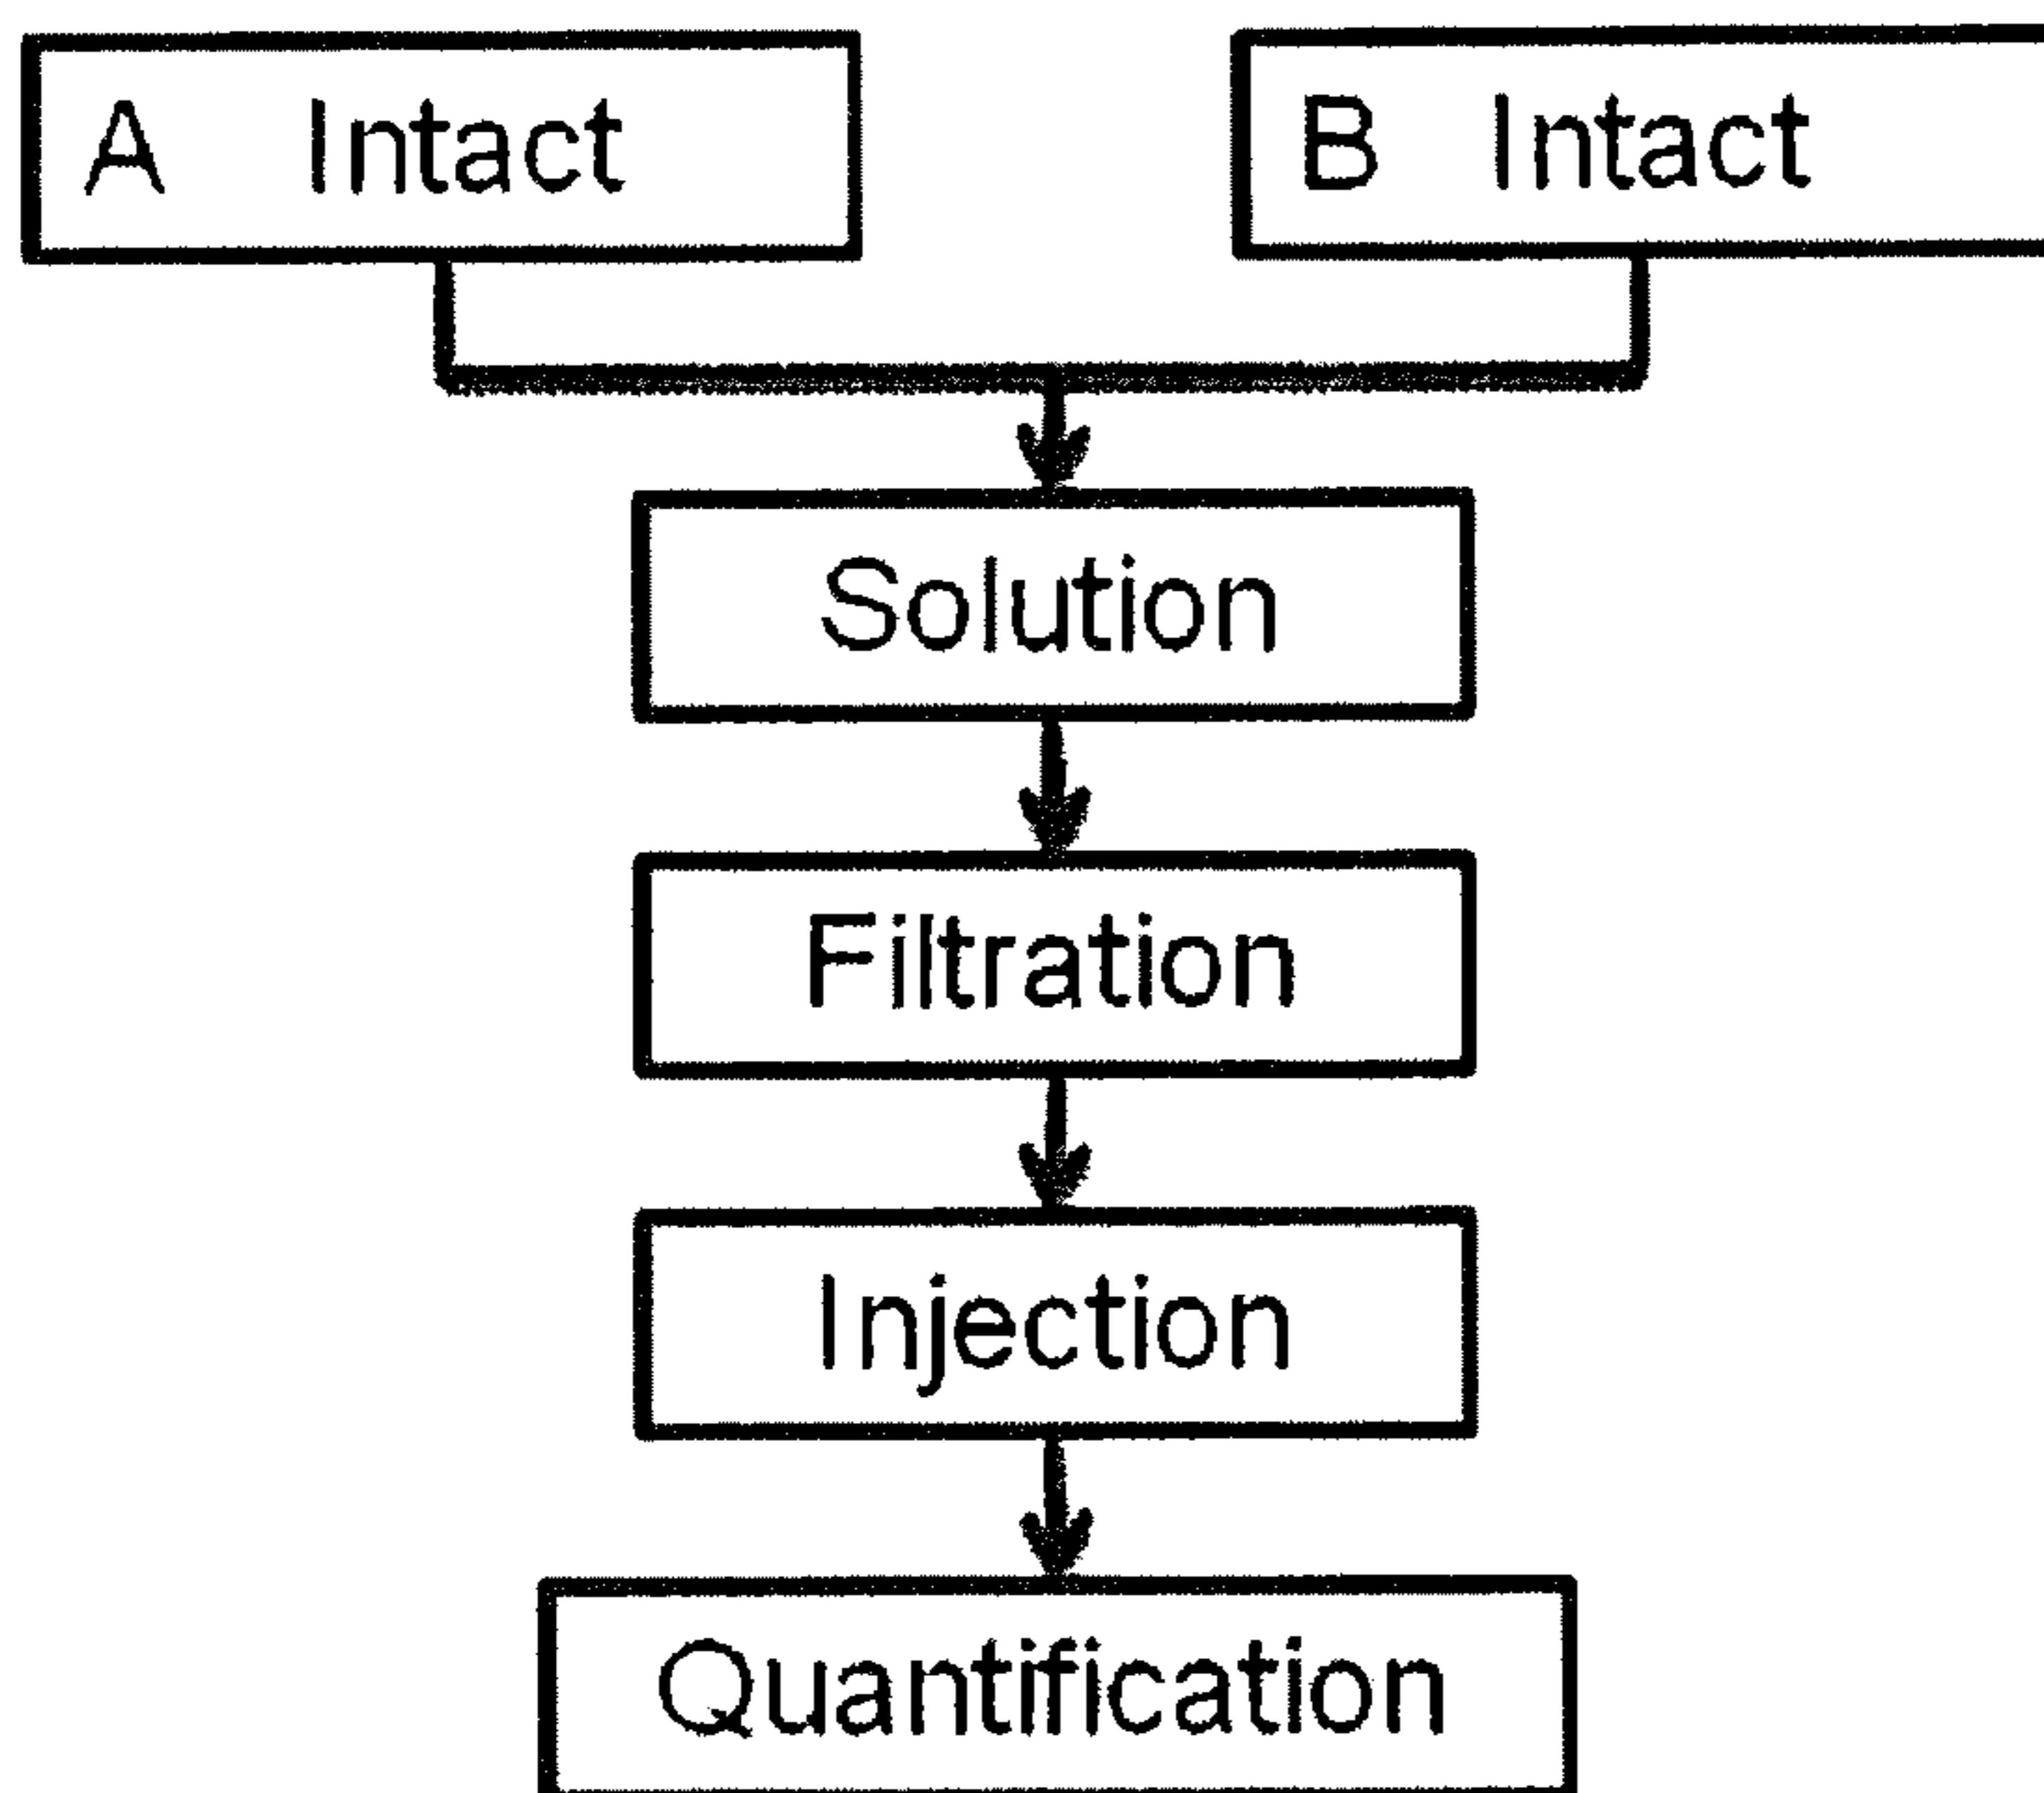 A Intact
B Intact
Solution
Filtration
Injection
Quantification